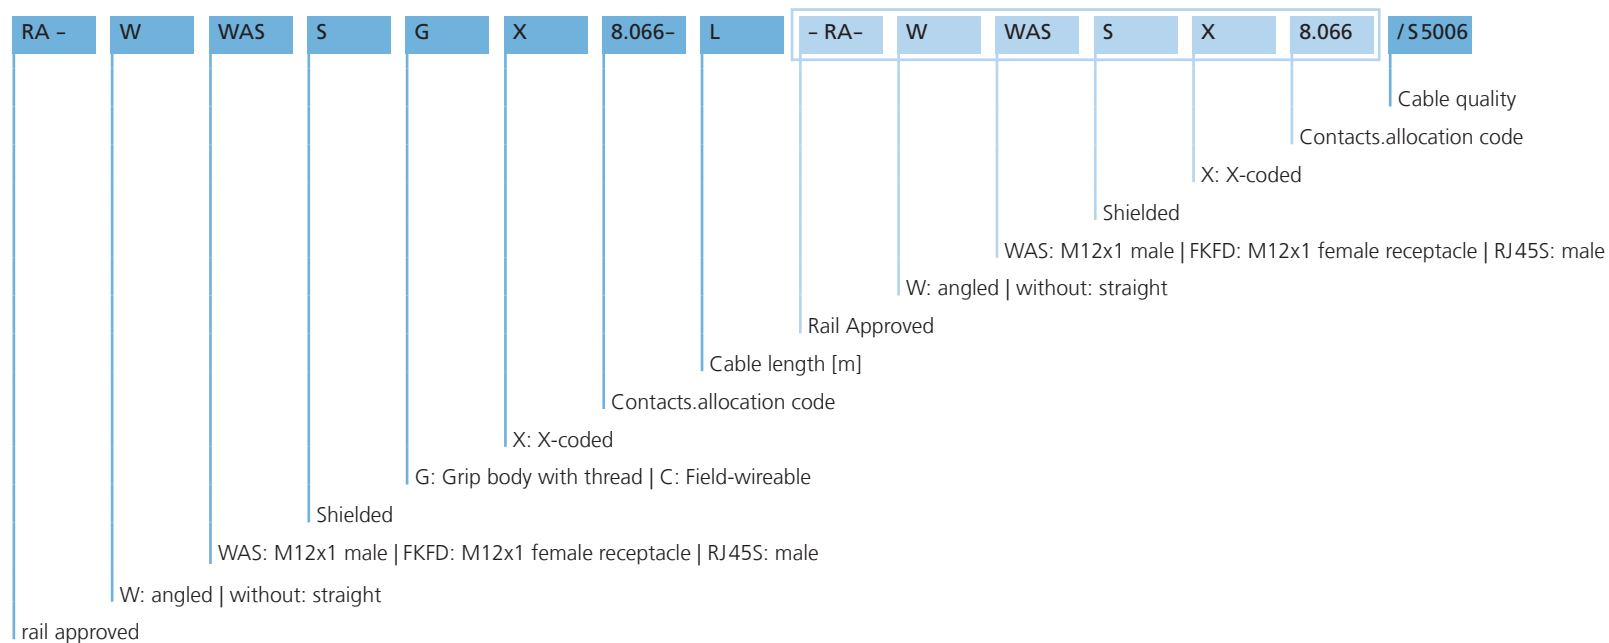 RA – W WAS S G X 8.066– L – RA– W WAS S X 8.066 /S5006
Cable quality
Contacts.allocation code
X: X-coded
Shielded
WAS: M12x1 male | FKFD: M12x1 female receptacle | RJ45S: male
W: angled | without: straight
Rail Approved
Cable length [m]
Contacts.allocation code
X: X-coded
G: Grip body with thread | C: Field-wireable
Shielded
WAS: M12x1 male | FKFD: M12x1 female receptacle | RJ45S: male
W: angled | without: straight
rail approved